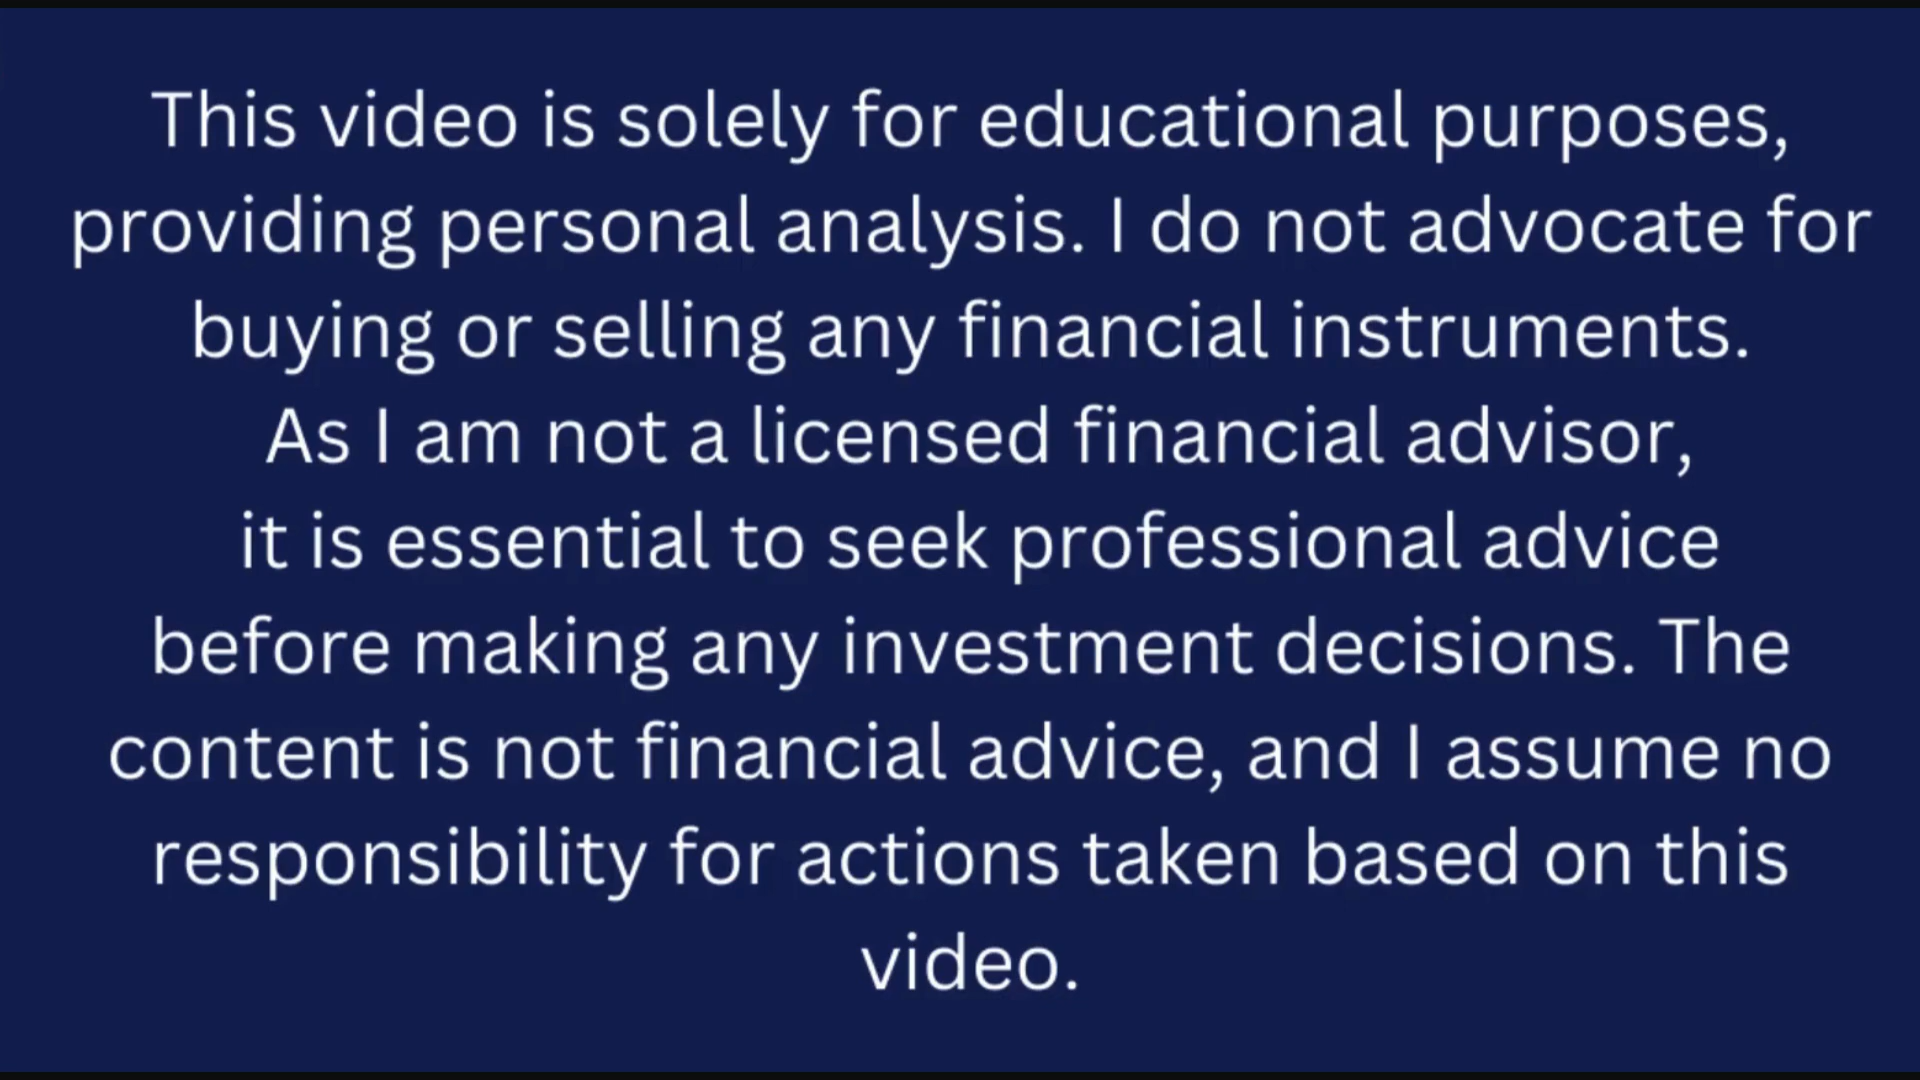 This video is solely for educational purposes,
providing personal analysis. I do not advocate for
buying or selling any financial instruments.
As I am not a licensed financial advisor,
it is essential to seek professional advice
before making any investment decisions. The
content is not financial advice, and I assume no
responsibility for actions taken based on this
video.